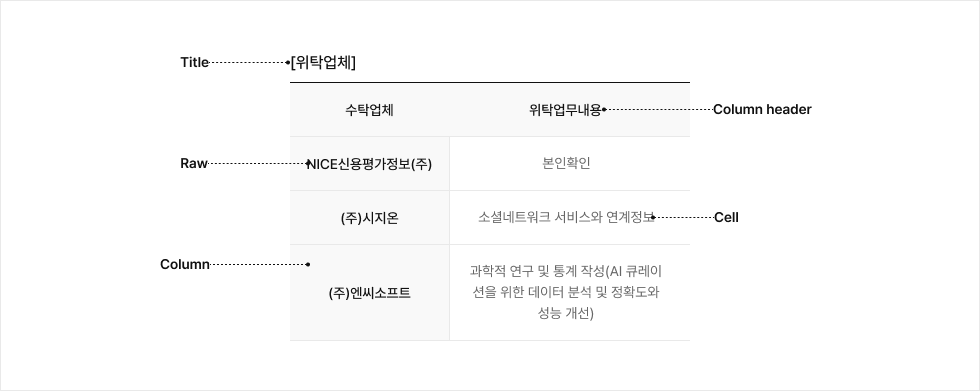 Title [위탁업체]
수탁업체 위탁업무내용 Column header
Raw NICE신용평가정보(주) 본인확인
(주)시지온 소셜네트워크 서비스와 연계정보 Cell
Column
(주)엔씨소프트
과학적 연구 및 통계 작성(AI 큐레이
션을 위한 데이터 분석 및 정확도와
성능 개선)